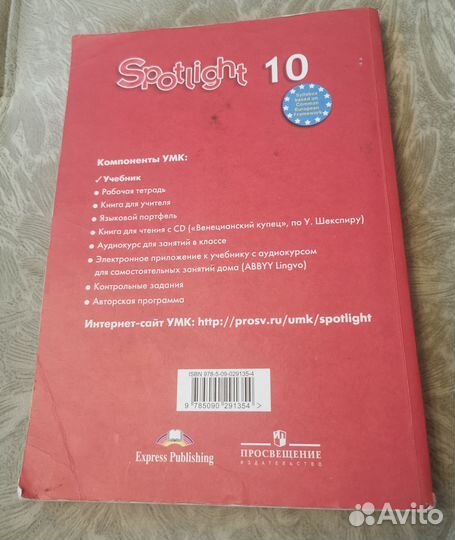 Spotlight 10
Syllabus
based on
Common
European
Framework
Компоненты УМК:
✓Учебник
• Рабочая тетрадь
• Книга для учителя
• Языковой портфель
• Книга для чтения с CD («Венецианский купец», по У. Шекспиру)
• Аудиокурс для занятий в классе
• Электронное приложение к учебнику с аудиокурсом
для самостоятельных занятий дома (ABBYY Lingvo)
• Контрольные задания
• Авторская программа
Интернет-сайт УМК: http://prosv.ru/umk/spotlight
ISBN 978-5-09-029135-4
9 785090 291354 >
Express Publishing
ПРОСВЕЩЕНИЕ
ИЗДАТЕЛЬСТВО
Avito